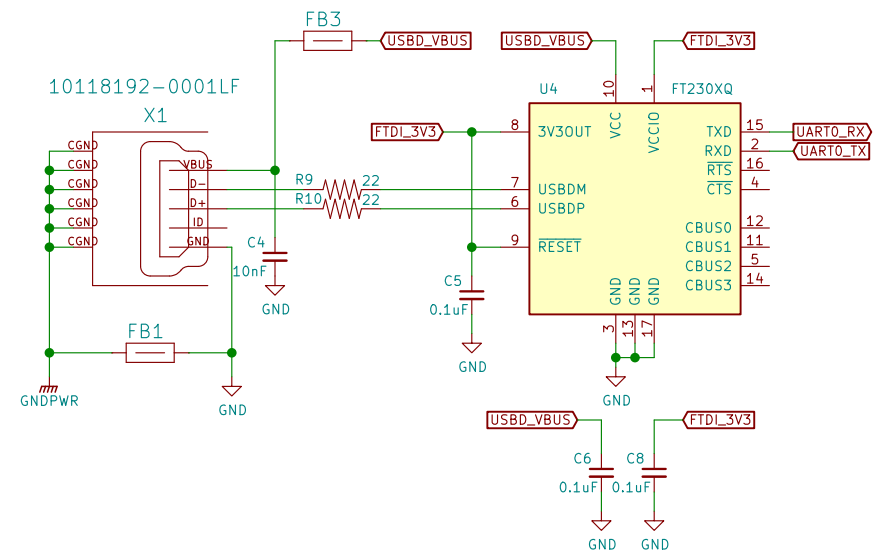 FB3
USBD_VBUS
USBD_VBUS
FTDI_3V3
10118192-0001LF
X1
U4
FT230XQ
10
1
VCC
VCCIO
CGND
CGND
CGND
CGND
CGND
CGND
VBUS
D-
D+
ID
GND
FTDI_3V3
8
3V3OUT
TXD
15
UART0_RX
RXD
2
UART0_TX
RTS
16
CTS
4
R9
22
R10
22
7
USBDM
6
USBDP
9
RESET
CBUS0
12
CBUS1
11
CBUS2
5
CBUS3
14
C4
10nF
GND
C5
0.1uF
GND
GND
GND
GND
3
13
17
GND
FB1
GNDPWR
GND
USBD_VBUS
FTDI_3V3
C6
0.1uF
C8
0.1uF
GND
GND